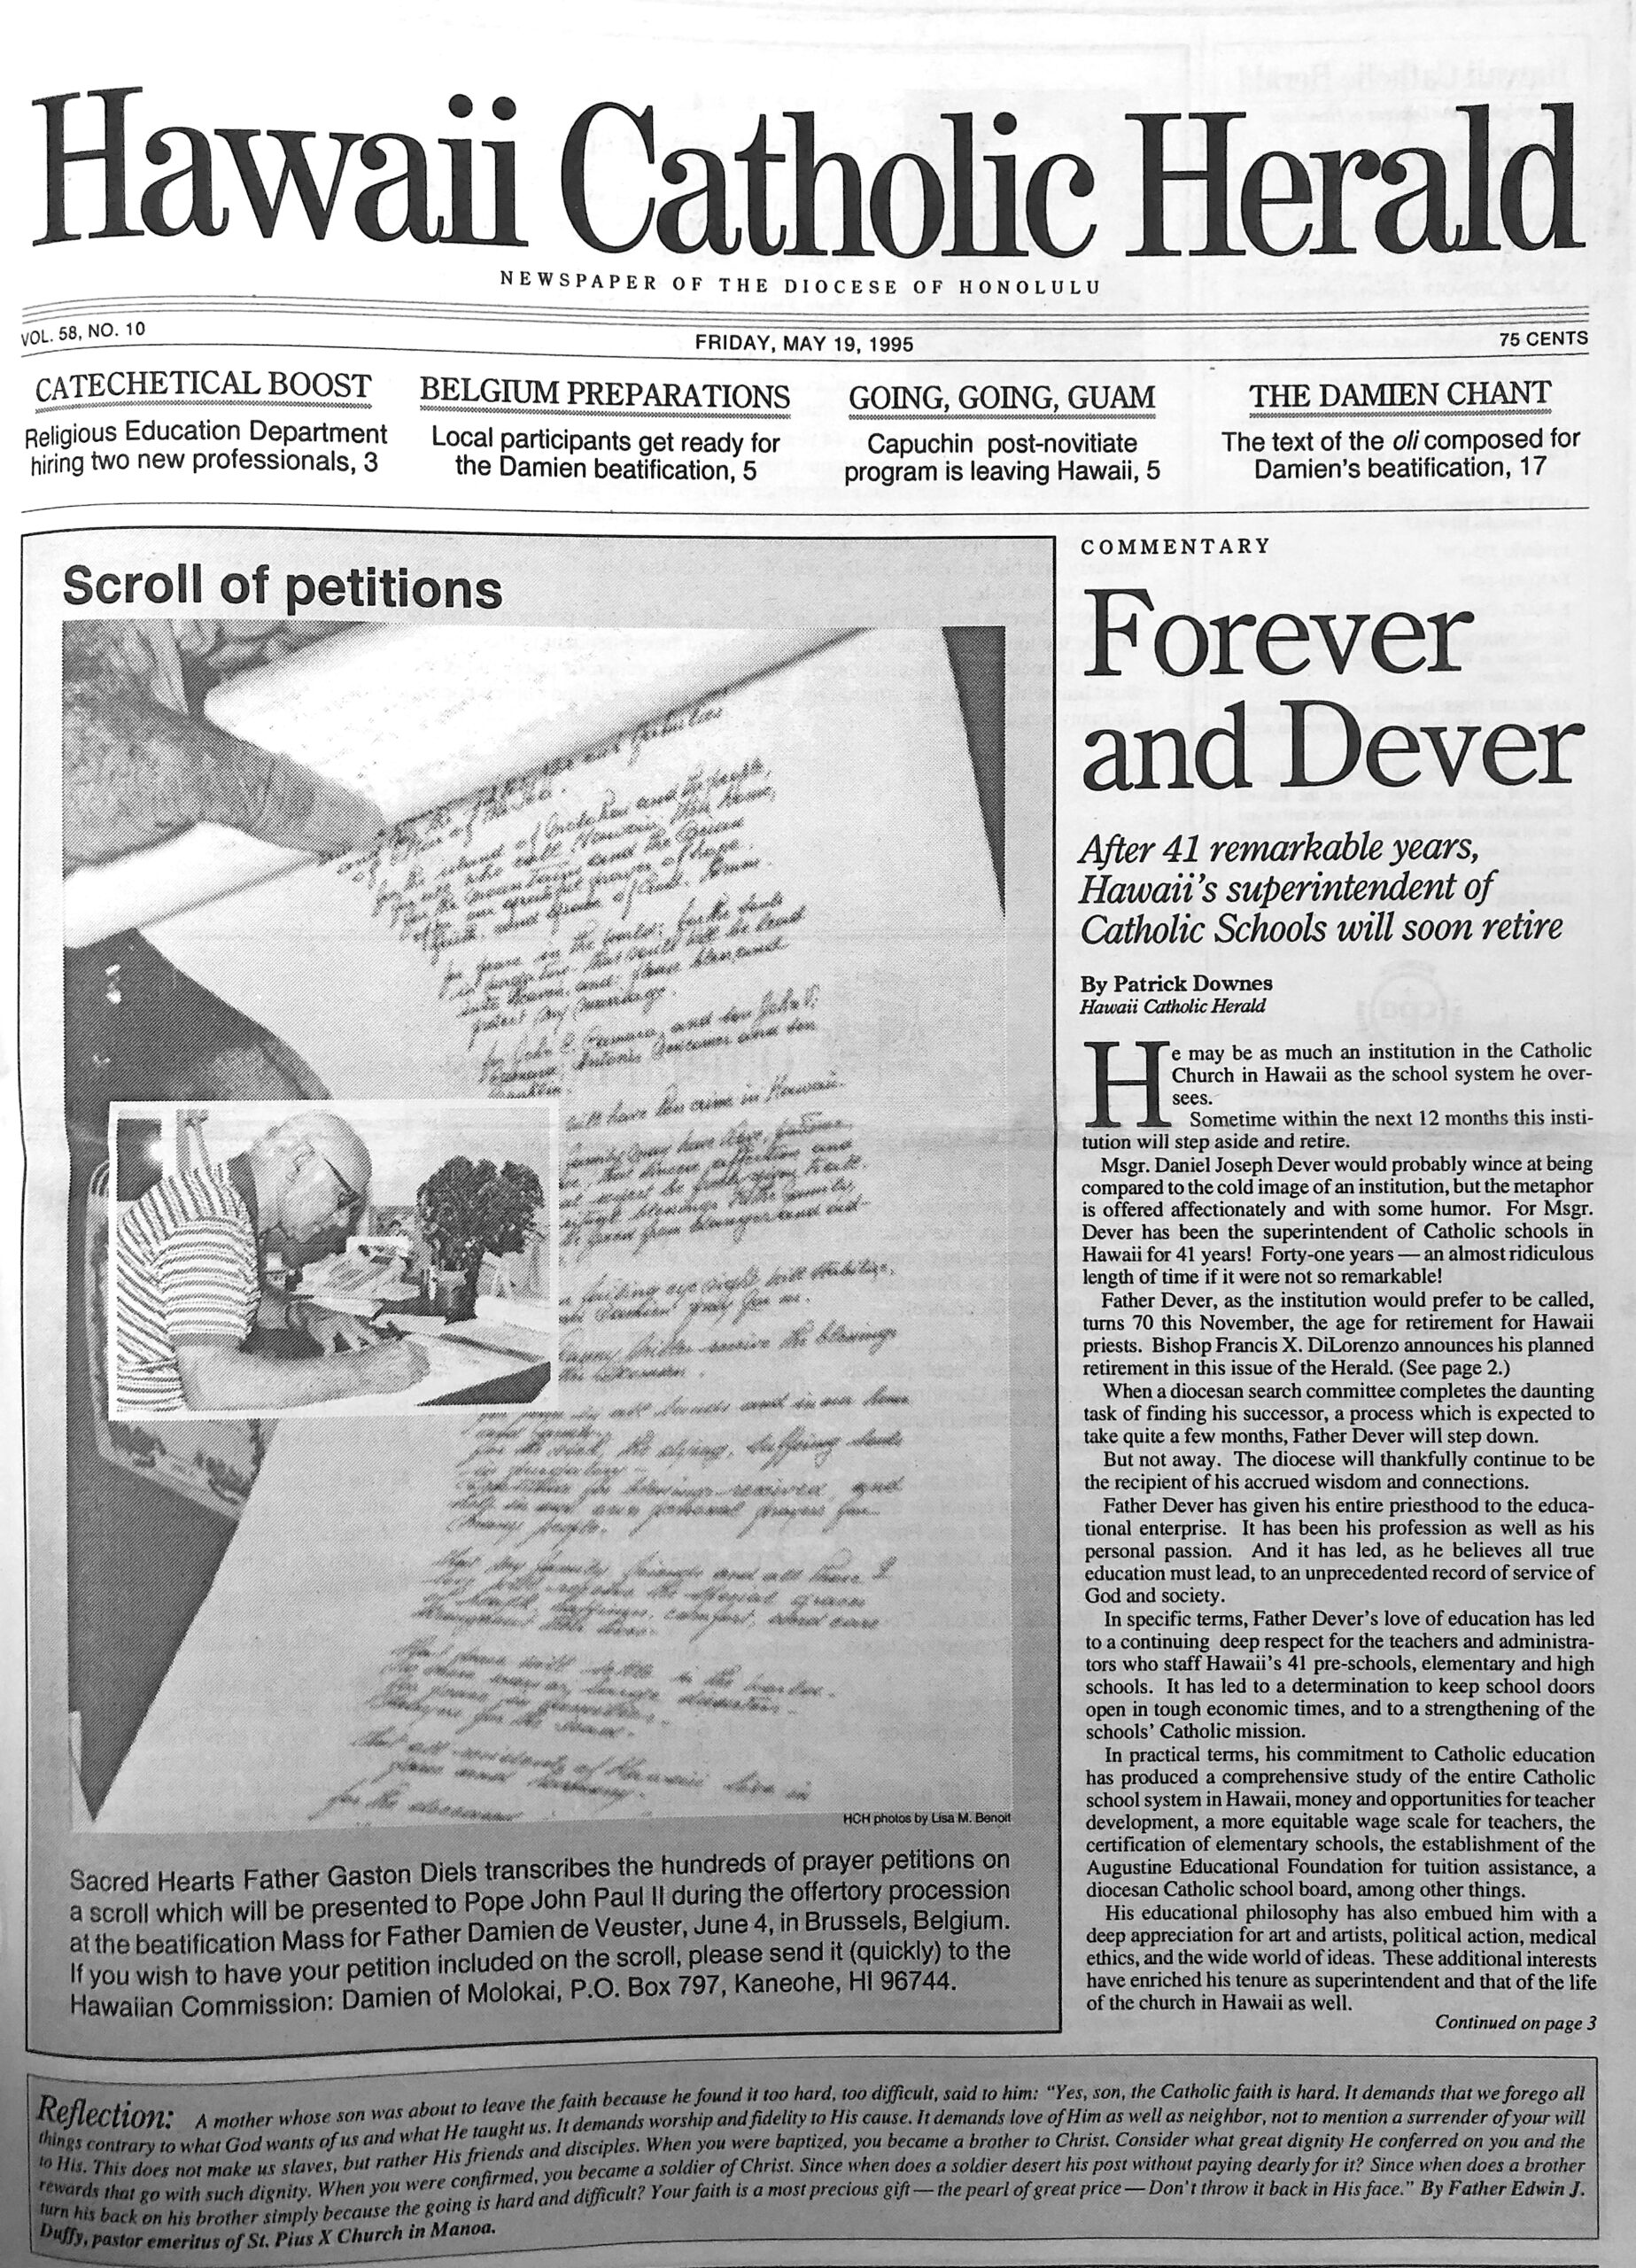 Hawaii Catholic Herald
NEWSPAPER OF THE DIOCESE OF HONOLULU
VOL. 58, NO. 10
FRIDAY, MAY 19, 1995
75 CENTS
CATECHETICAL BOOST
Religious Education Department
hiring two new professionals, 3
BELGIUM PREPARATIONS
Local participants get ready for
the Damien beatification, 5
GOING, GOING, GUAM
Capuchin post-novitiate
program is leaving Hawaii, 5
THE DAMIEN CHANT
The text of the oli composed for
Damien's beatification, 17
Scroll of petitions
HCH photos by Lisa M. Benoit
Sacred Hearts Father Gaston Diels transcribes the hundreds of prayer petitions on
a scroll which will be presented to Pope John Paul II during the offertory procession
at the beatification Mass for Father Damien de Veuster, June 4, in Brussels, Belgium.
If you wish to have your petition included on the scroll, please send it (quickly) to the
Hawaiian Commission: Damien of Molokai, P.O. Box 797, Kaneohe, HI 96744.
COMMENTARY
Forever
and Dever
After 41 remarkable years,
Hawaii's superintendent of
Catholic Schools will soon retire
By Patrick Downes
Hawaii Catholic Herald
He may be as much an institution in the Catholic
Church in Hawaii as the school system he over-
sees.
Sometime within the next 12 months this insti-
tution will step aside and retire.
Msgr. Daniel Joseph Dever would probably wince at being
compared to the cold image of an institution, but the metaphor
is offered affectionately and with some humor. For Msgr.
Dever has been the superintendent of Catholic schools in
Hawaii for 41 years! Forty-one years — an almost ridiculous
length of time if it were not so remarkable!
Father Dever, as the institution would prefer to be called,
turns 70 this November, the age for retirement for Hawaii
priests. Bishop Francis X. DiLorenzo announces his planned
retirement in this issue of the Herald. (See page 2.)
When a diocesan search committee completes the daunting
task of finding his successor, a process which is expected to
take quite a few months, Father Dever will step down.
But not away. The diocese will thankfully continue to be
the recipient of his accrued wisdom and connections.
Father Dever has given his entire priesthood to the educa-
tional enterprise. It has been his profession as well as his
personal passion. And it has led, as he believes all true
education must lead, to an unprecedented record of service of
God and society.
In specific terms, Father Dever's love of education has led
to a continuing deep respect for the teachers and administra-
tors who staff Hawaii's 41 pre-schools, elementary and high
schools. It has led to a determination to keep school doors
open in tough economic times, and to a strengthening of the
schools' Catholic mission.
In practical terms, his commitment to Catholic education
has produced a comprehensive study of the entire Catholic
school system in Hawaii, money and opportunities for teacher
development, a more equitable wage scale for teachers, the
certification of elementary schools, the establishment of the
Augustine Educational Foundation for tuition assistance, a
diocesan Catholic school board, among other things.
His educational philosophy has also embued him with a
deep appreciation for art and artists, political action, medical
ethics, and the wide world of ideas. These additional interests
have enriched his tenure as superintendent and that of the life
of the church in Hawaii as well.
Continued on page 3
Reflection: A mother whose son was about to leave the faith because he found it too hard, too difficult, said to him: "Yes, son, the Catholic faith is hard. It demands that we forego all
things contrary to what God wants of us and what He taught us. It demands worship and fidelity to His cause. It demands love of Him as well as neighbor, not to mention a surrender of your will
to His. This does not make us slaves, but rather His friends and disciples. When you were baptized, you became a brother to Christ. Consider what great dignity He conferred on you and the
rewards that go with such dignity. When you were confirmed, you became a soldier of Christ. Since when does a soldier desert his post without paying dearly for it? Since when does a brother
turn his back on his brother simply because the going is hard and difficult? Your faith is a most precious gift — the pearl of great price — Don't throw it back in His face." By Father Edwin J.
Duffy, pastor emeritus of St. Pius X Church in Manoa.